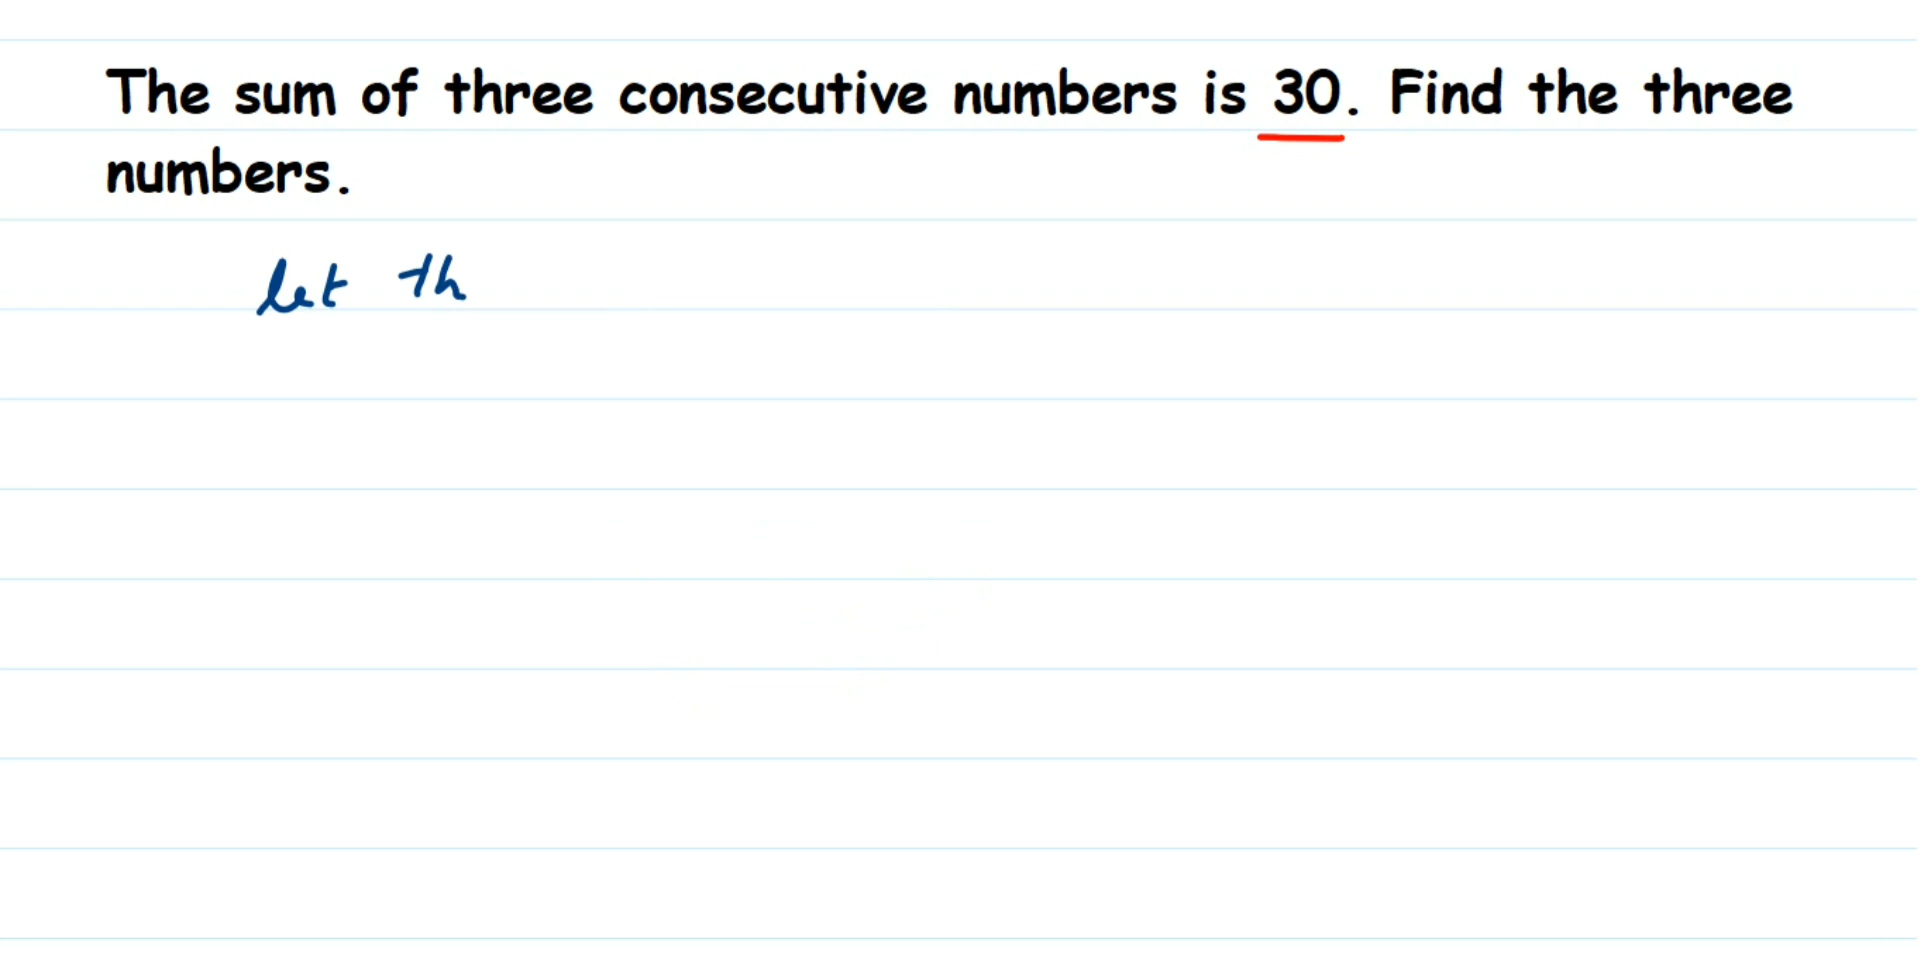 The sum of three consecutive numbers is 30. Find the three
numbers.
let th